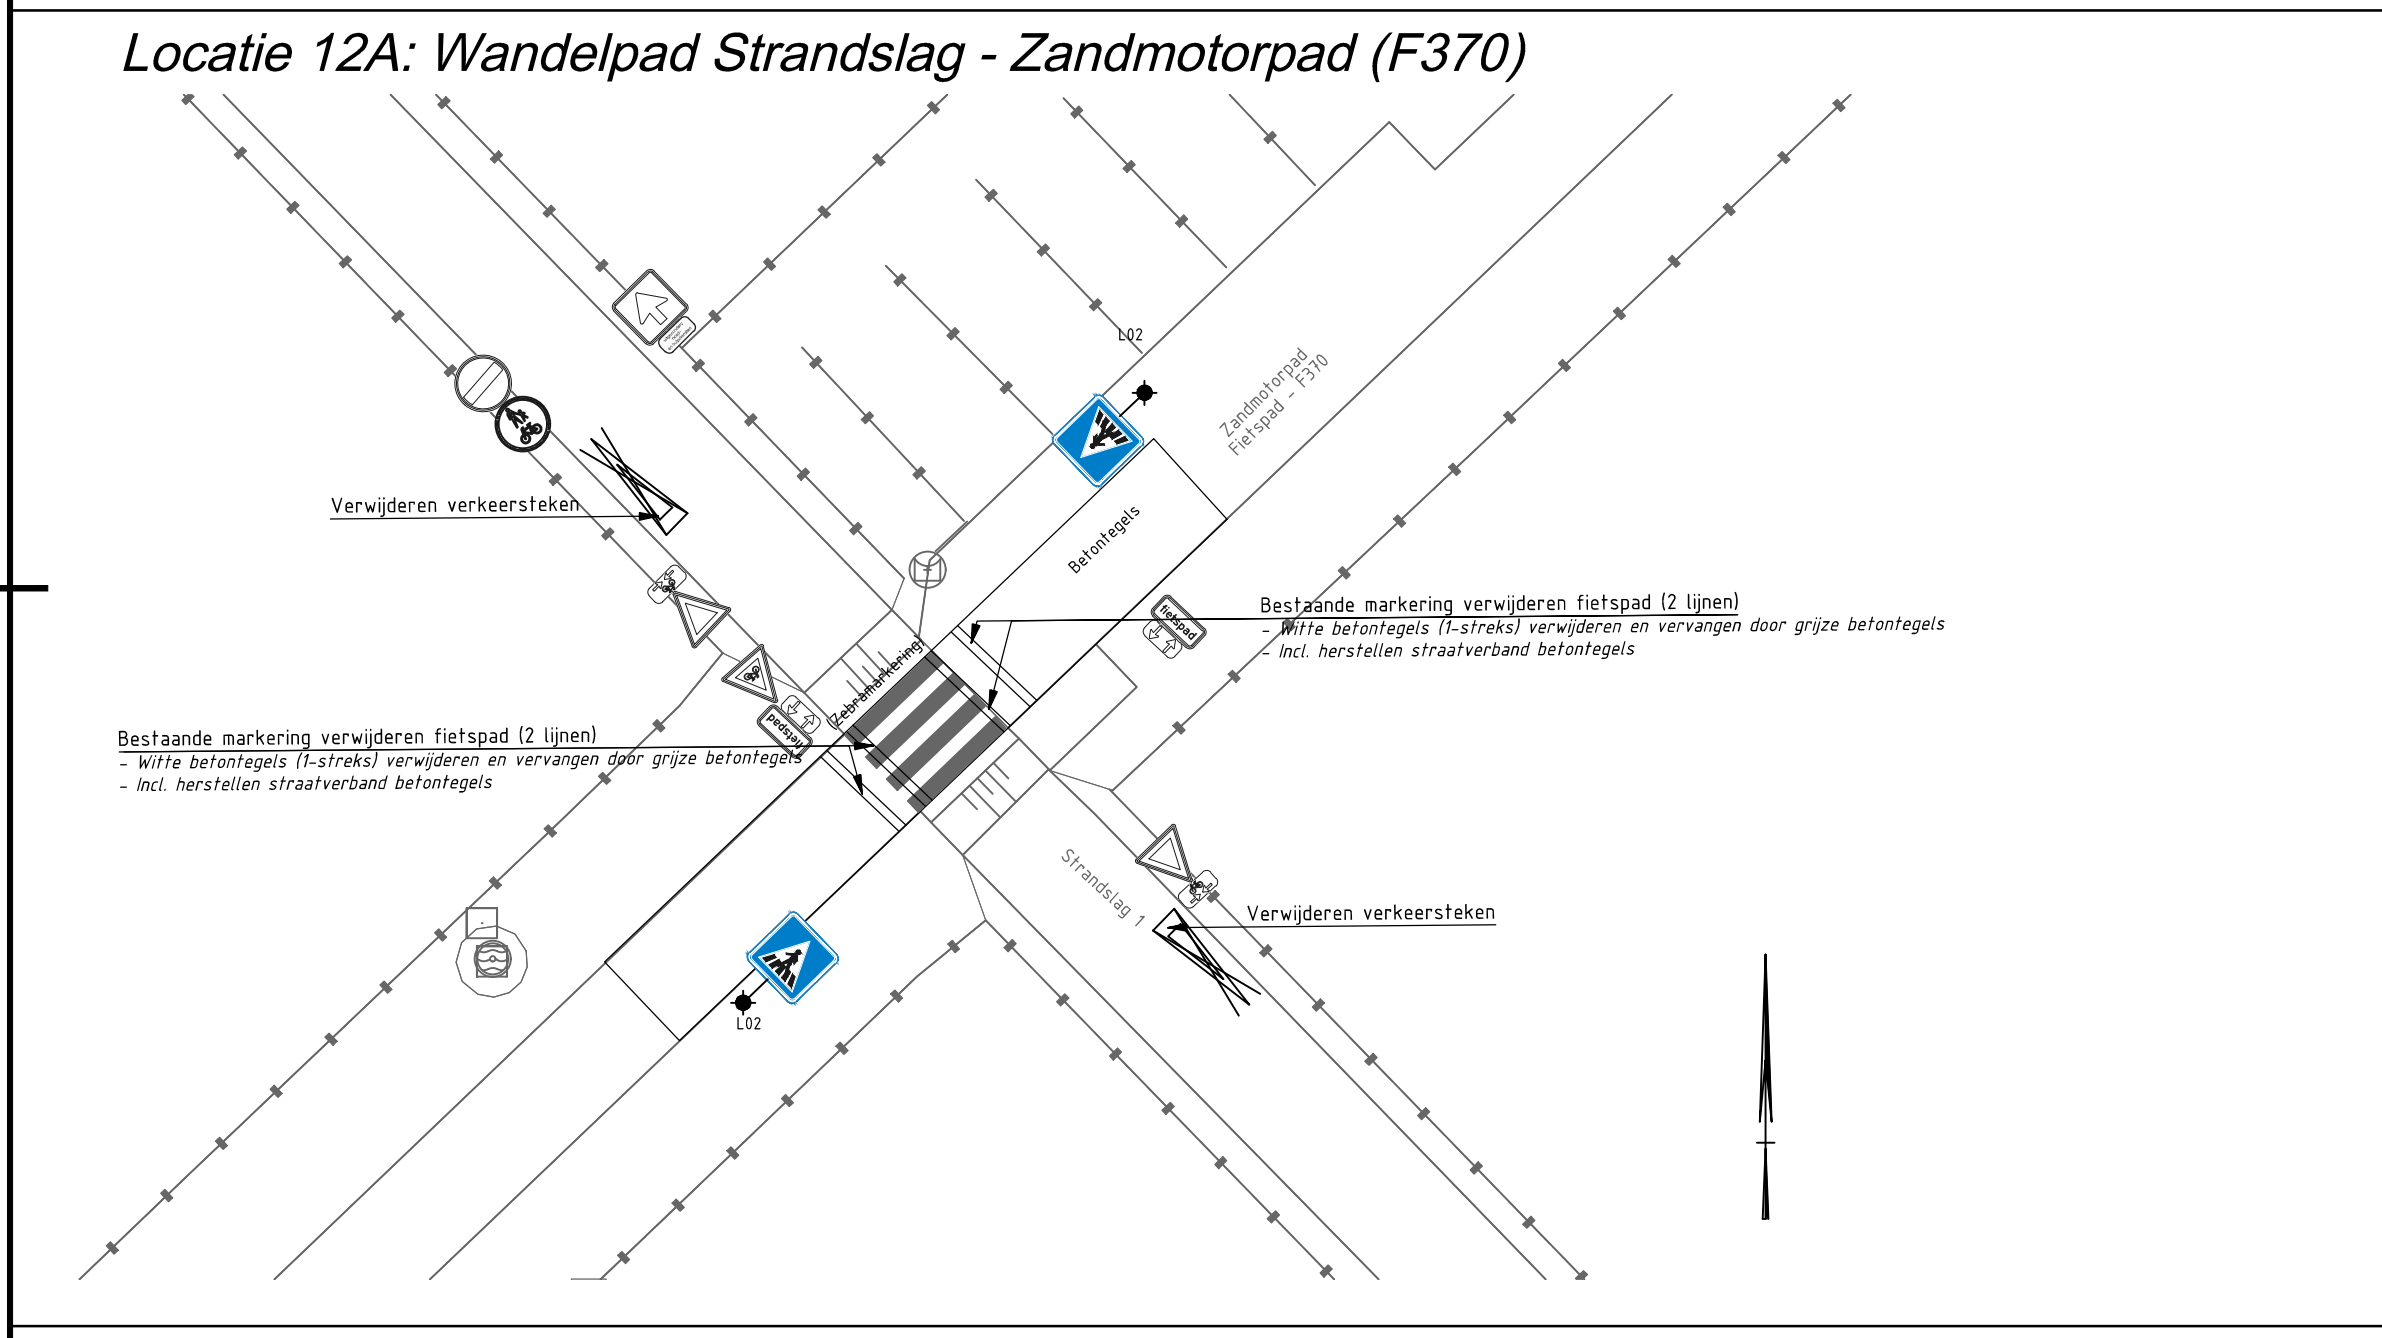 Locatie 12A: Wandelpad Strandslag - Zandmotorpad (F370)
L02
Zandmotorpad
Fietspad - F370
Verwijderen verkeersteken
Betontegels
fietspad
Bestaande markering verwijderen fietspad (2 lijnen)
- Witte betontegels (1-streks) verwijderen en vervangen door grijze betontegels
- Incl. herstellen straatverband betontegels
Zebramarkering
fietspad
Bestaande markering verwijderen fietspad (2 lijnen)
- Witte betontegels (1-streks) verwijderen en vervangen door grijze betontegels
- Incl. herstellen straatverband betontegels
Strandslag 1
Verwijderen verkeersteken
L02